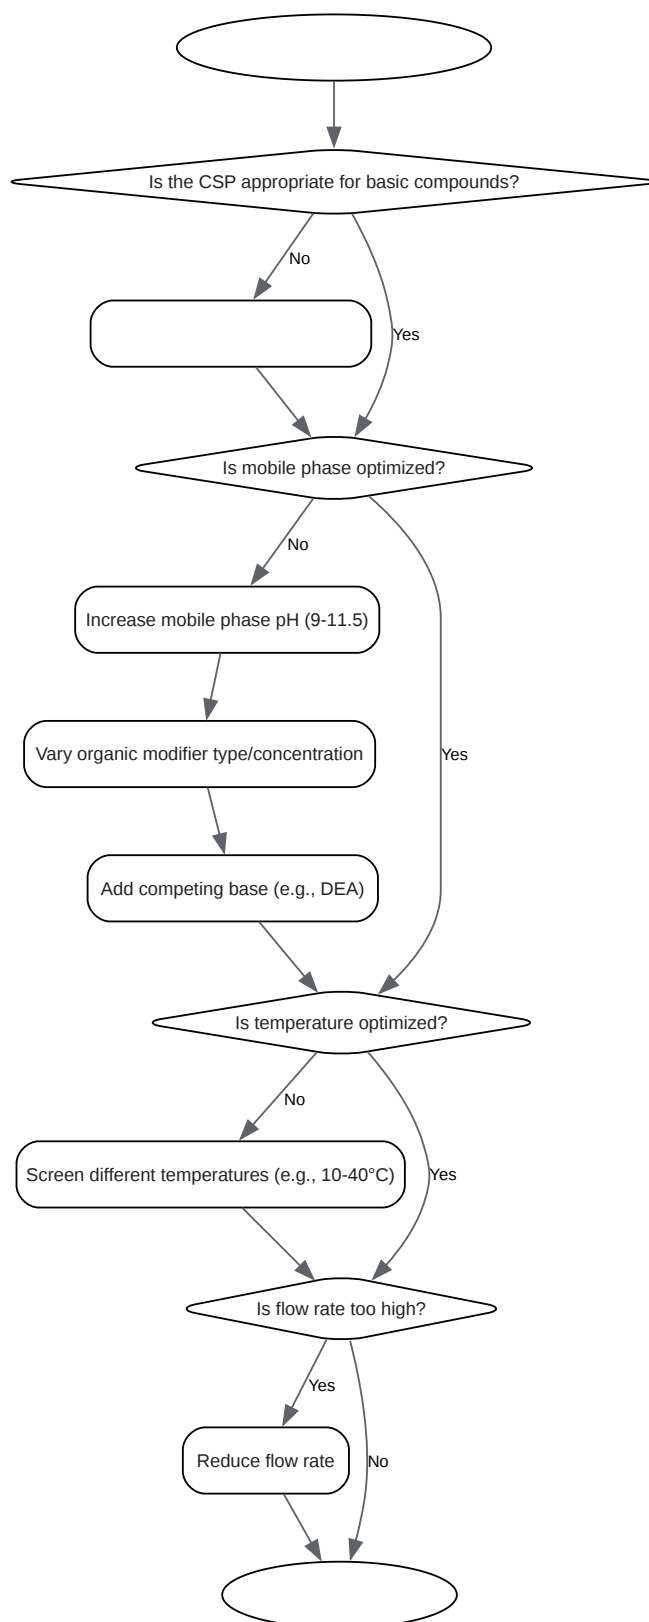 Is the CSP appropriate for basic compounds?
No
Yes
Is mobile phase optimized?
No
Increase mobile phase pH (9-11.5)
Vary organic modifier type/concentration
Yes
Add competing base (e.g., DEA)
Is temperature optimized?
No
Screen different temperatures (e.g., 10-40°C)
Yes
Is flow rate too high?
Yes
Reduce flow rate
No